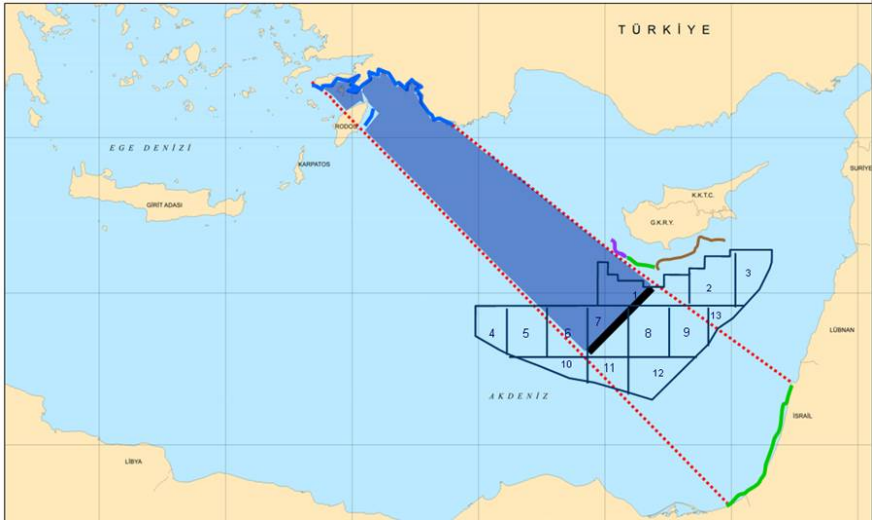 TÜRKİYE
RODOS
EGE DENİZİ
KARPATOS
SURİYE
K.K.T.C.
GİRİT ADASI
G.K.R.Y.
3
2
1
13
7
4
5
6
8
9
LÜBNAN
10
11
12
AKDENİZ
İSRAİL
LİBYA